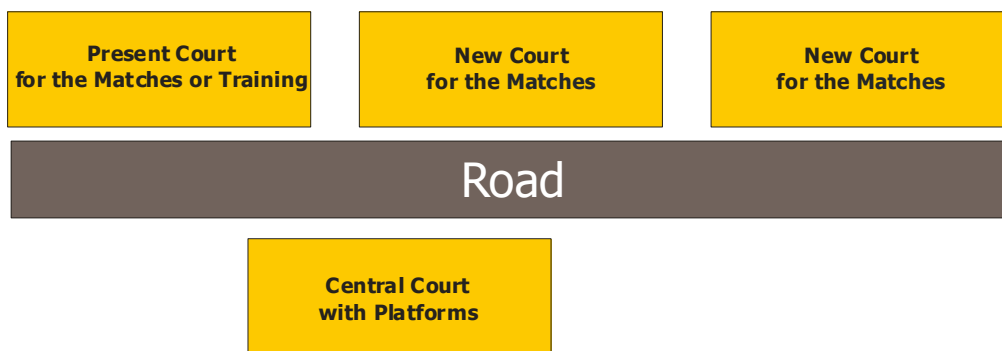 Present Court
for the Matches or Training
New Court
for the Matches
New Court
for the Matches
Road
Central Court
with Platforms